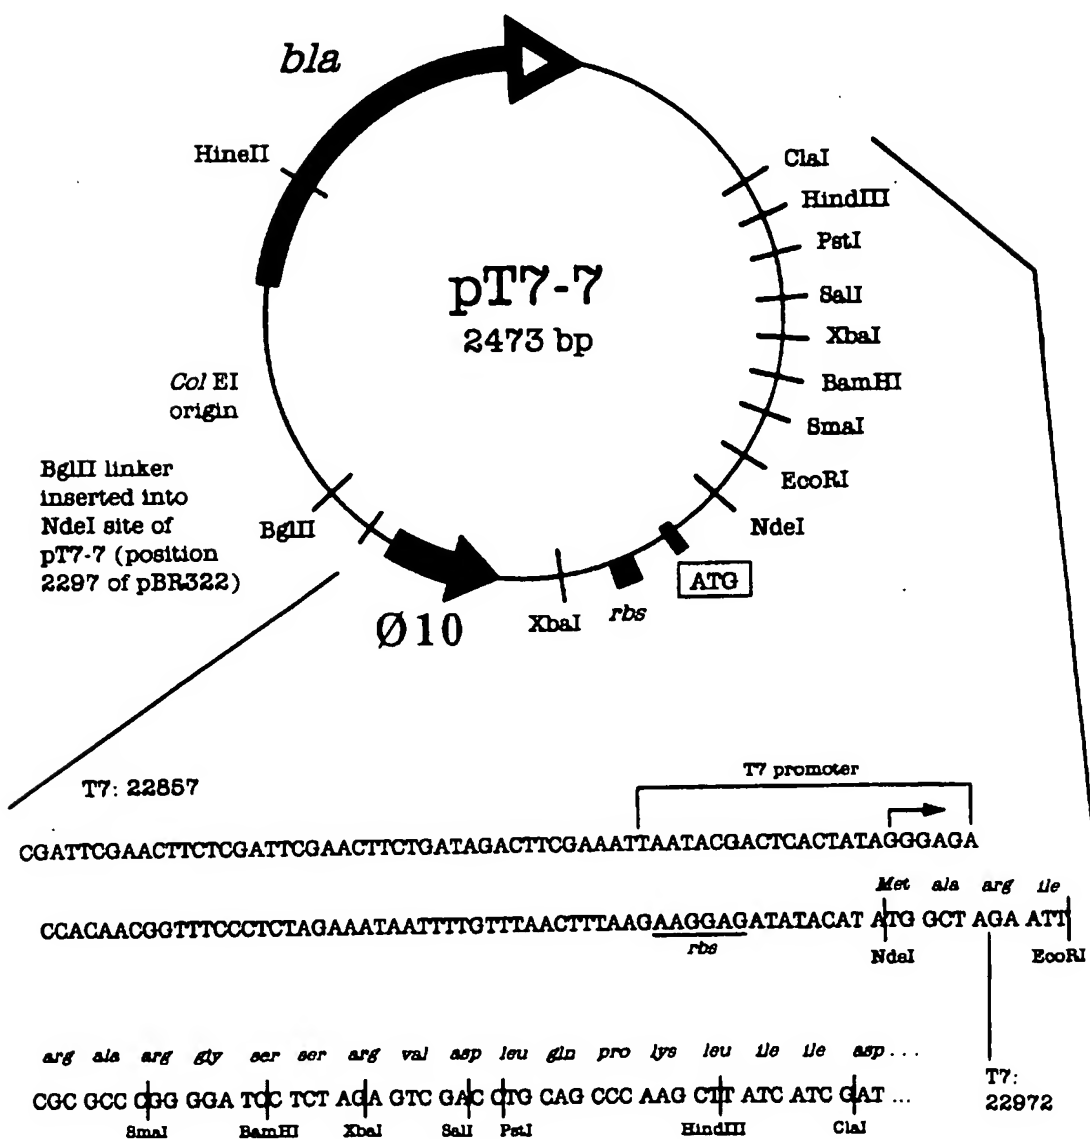 bla
HineII
ClaI
HindIII
PstI
SalI
XbaI
BamHI
SmaI
EcoRI
NdeI
pT7-7
2473 bp
Col EI
origin
BglII linker
inserted into
NdeI site of
pT7-7 (position
2297 of pBR322)
BglII
Ø10
XbaI
rbs
ATG
T7: 22857
T7 promoter
CGATTCGAACTTCTCGATTCGAACTTCTGATAGACTTCGAAATTAATACGACTCACTATAGGGAGA
Met ala arg ile
CCACAACGGTTTCCCTCTAGAAATAATTTTGTTTAACTTTAAGAAGGAGATATACAT ATG GCT AGA ATT
rbs
NdeI
EcoRI
arg ala arg gly ser ser arg val asp leu gln pro lys leu ile ile asp ...
CGC GCC CGG GGA TCC TCT AGA GTC GAC CTG CAG CCC AAG CTT ATC ATC GAT ...
SmaI BamHI XbaI SalI PstI HindIII ClaI
T7:
22972